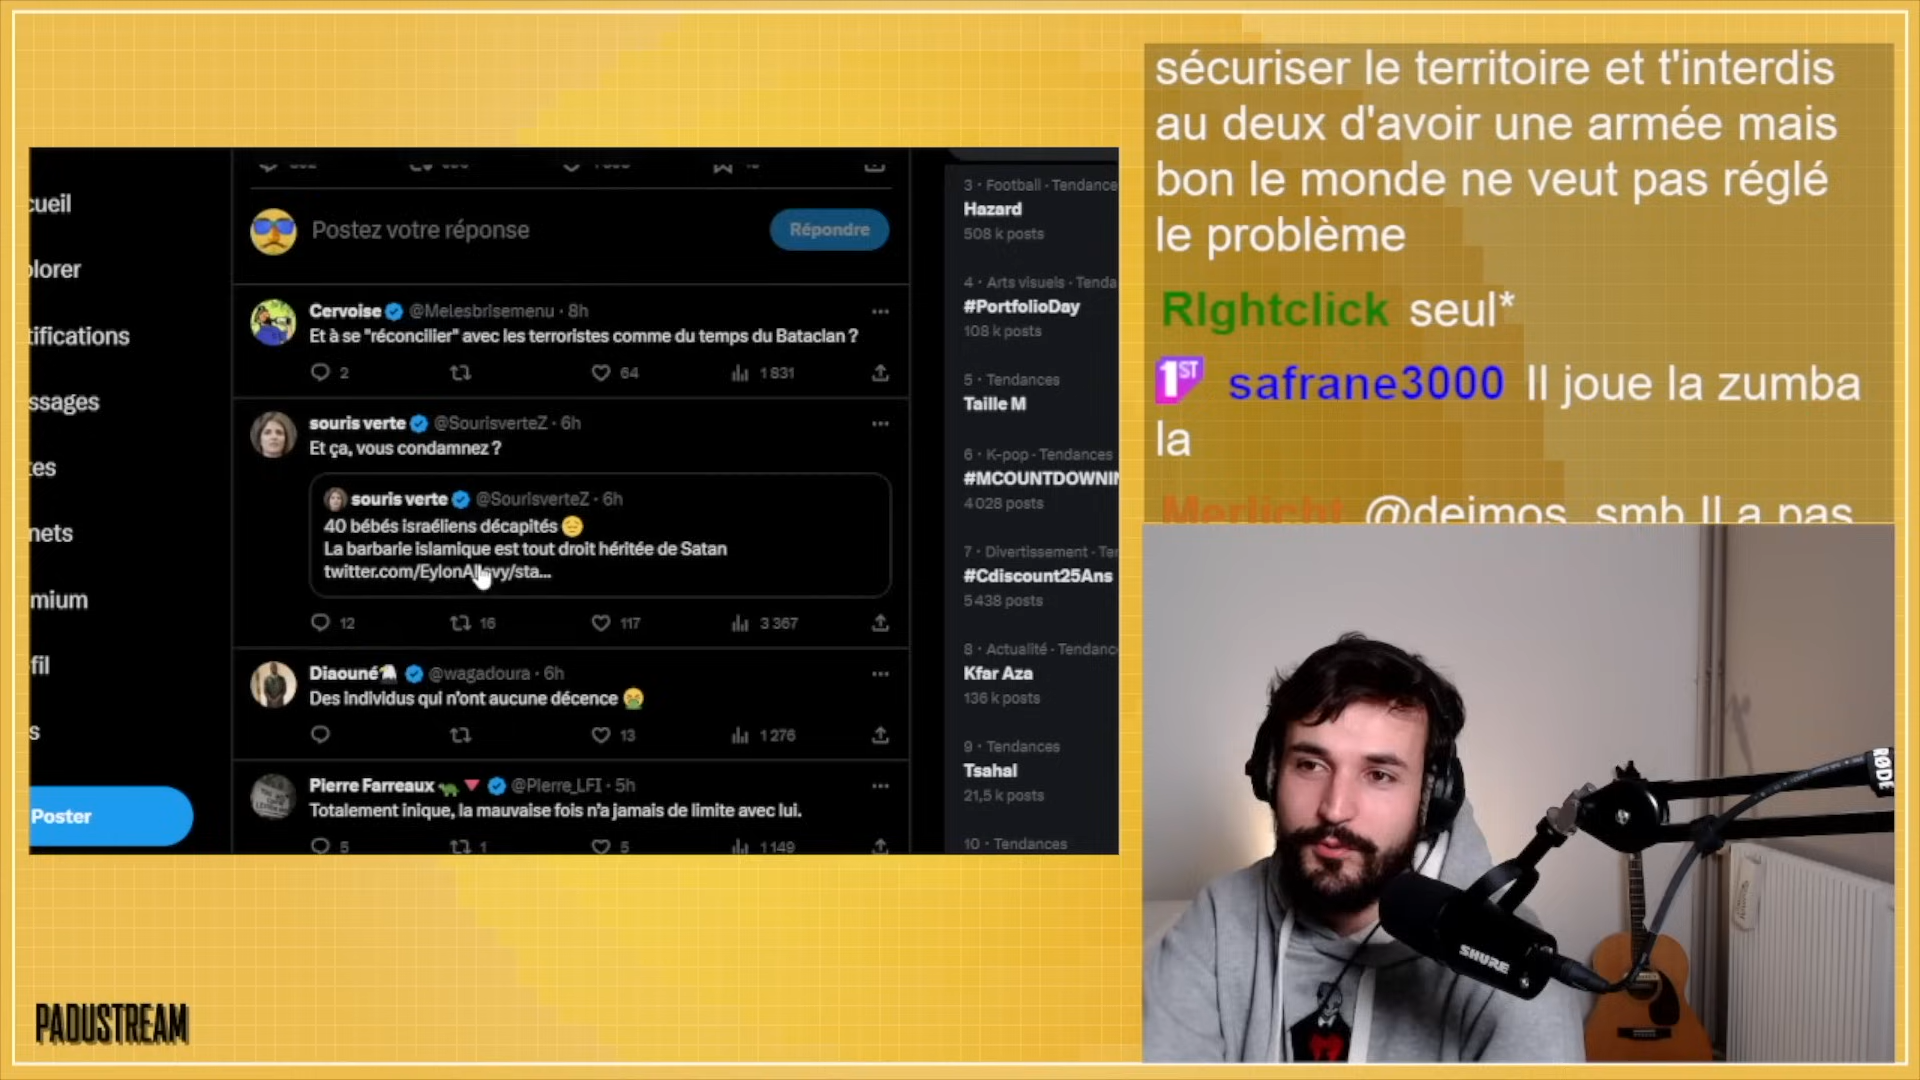 cueil
plorer
tifications
ssages
tes
nets
mium
fil
s
Poster
Postez votre réponse
Répondre
Cervoise @Melesbrisemenu · 8h
Et à se "réconcilier" avec les terroristes comme du temps du Bataclan ?
2 64 1 831
souris verte @SourisverteZ · 6h
Et ça, vous condamnez ?
souris verte @SourisverteZ · 6h
40 bébés israéliens décapités
La barbarie islamique est tout droit héritée de Satan
12 16 117 3 367
Diaouné @wagadoura · 6h
Des individus qui n'ont aucune décence
13 1 276
Pierre Farreaux @Pierre_LFI · 5h
Totalement inique, la mauvaise fois n'a jamais de limite avec lui.
5 1 5 1 149
3 · Football · Tendance
Hazard
508 k posts
4 · Arts visuels · Tenda
#PortfolioDay
108 k posts
5 · Tendances
Taille M
6 · K-pop · Tendances
#MCOUNTDOWNIN
4 028 posts
7 · Divertissement · Ter
#Cdiscount25Ans
5 438 posts
8 · Actualité · Tendanc
Kfar Aza
136 k posts
9 · Tendances
Tsahal
21,5 k posts
10 · Tendances
sécuriser le territoire et t'interdis
au deux d'avoir une armée mais
bon le monde ne veut pas réglé
le problème
RIghtclick seul*
1ST safrane3000 Il joue la zumba
la
Merlicht @deimos_smb Il a pas
RØDE
SHURE
PADUSTREAM